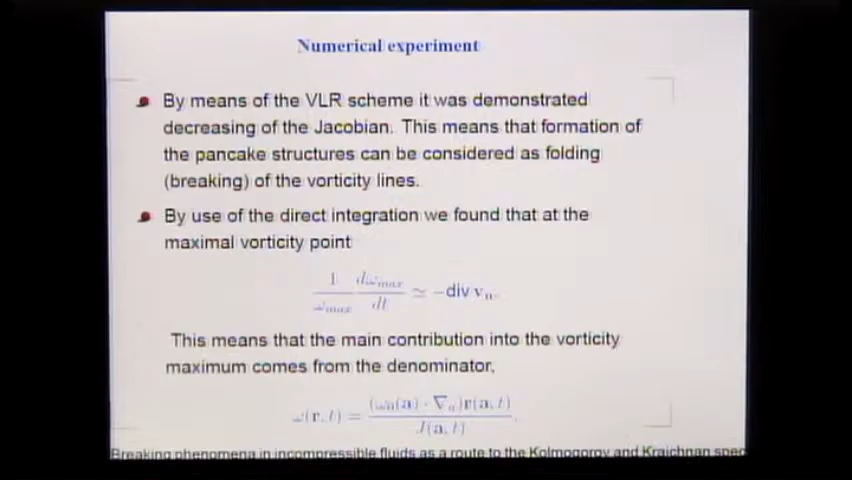 Numerical experiment
By means of the VLR scheme it was demonstrated
decreasing of the Jacobian. This means that formation of
the pancake structures can be considered as folding
(breaking) of the vorticity lines.
By use of the direct integration we found that at the
maximal vorticity point
1/ω_max dω_max/dt ≃ −div v_n.
This means that the main contribution into the vorticity
maximum comes from the denominator,
ω(r, t) = (ω₀(a) · ∇_a)r(a, t) / J(a, t).
Breaking phenomena in incompressible fluids as a route to the Kolmogorov and Kraichnan spec